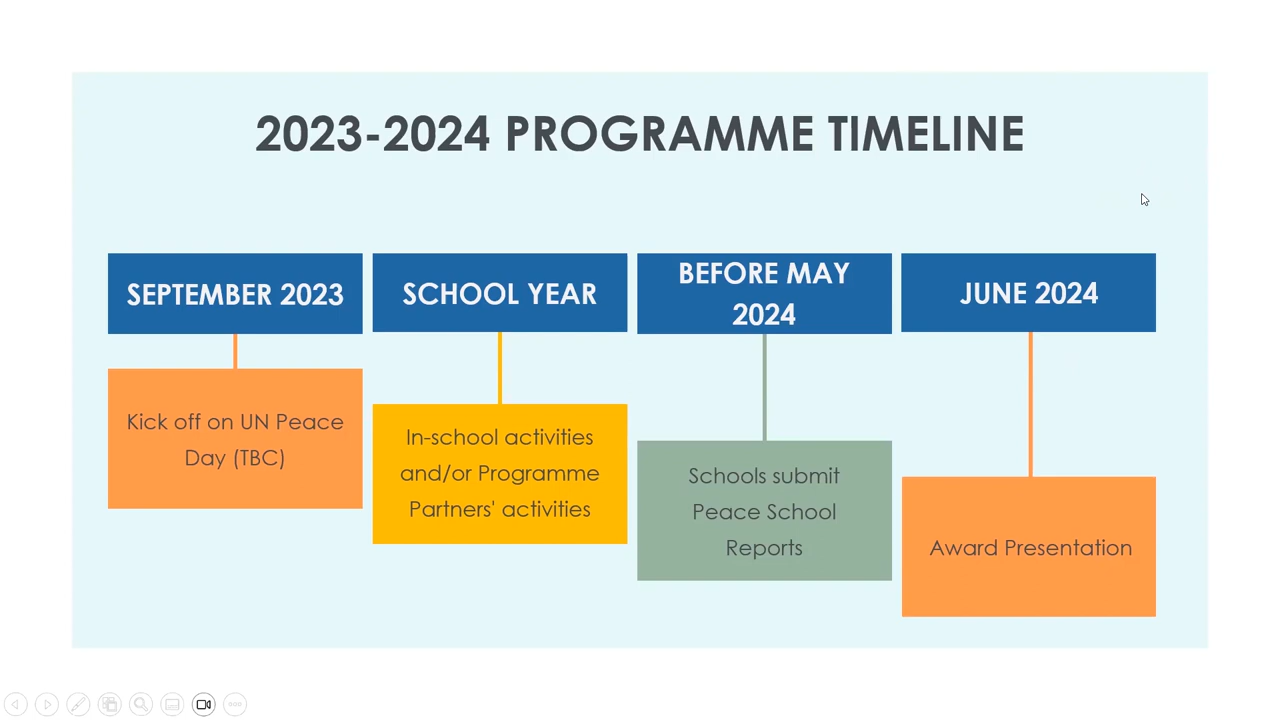 2023-2024 PROGRAMME TIMELINE
SEPTEMBER 2023
Kick off on UN Peace
Day (TBC)
SCHOOL YEAR
In-school activities
and/or Programme
Partners' activities
BEFORE MAY
2024
Schools submit
Peace School
Reports
JUNE 2024
Award Presentation